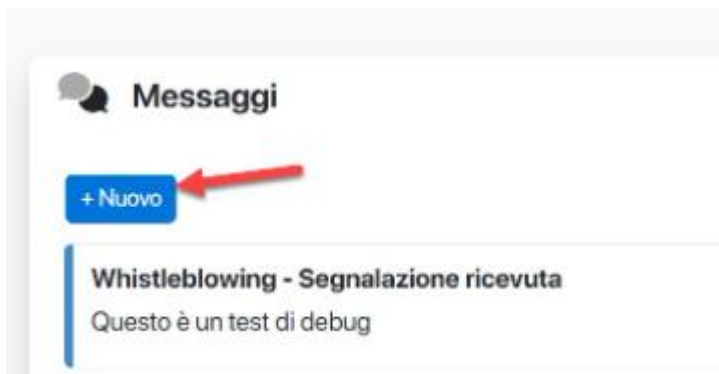 Messaggi
+ Nuovo
Whistleblowing - Segnalazione ricevuta
Questo è un test di debug